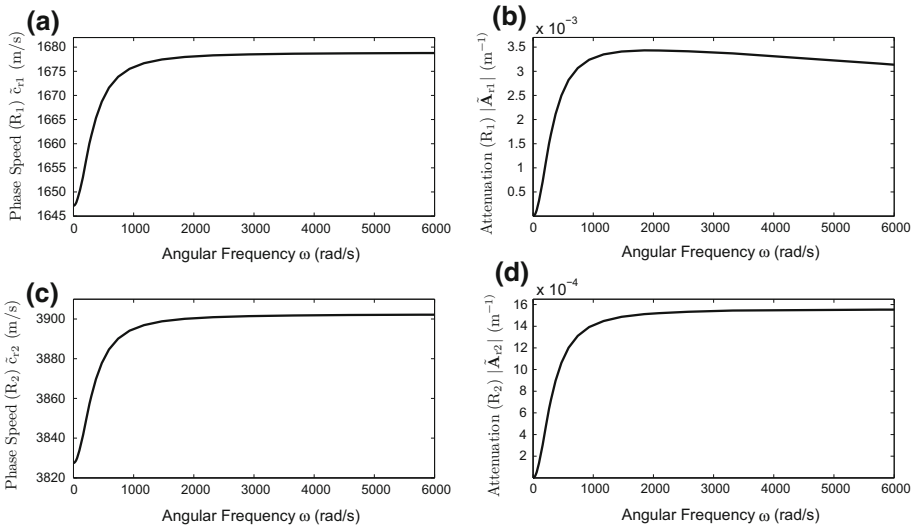 (a)
Phase Speed (R₁) c̃ᵣ₁ (m/s)
1680
1675
1670
1665
1660
1655
1650
1645
0 1000 2000 3000 4000 5000 6000
Angular Frequency ω (rad/s)
(b)
x 10⁻³
Attenuation (R₁) |Ãᵣ₁| (m⁻¹)
3.5
3
2.5
2
1.5
1
0.5
0 1000 2000 3000 4000 5000 6000
Angular Frequency ω (rad/s)
(c)
Phase Speed (R₂) c̃ᵣ₂ (m/s)
3900
3880
3860
3840
3820
0 1000 2000 3000 4000 5000 6000
Angular Frequency ω (rad/s)
(d)
x 10⁻⁴
Attenuation (R₂) |Ãᵣ₂| (m⁻¹)
16
14
12
10
8
6
4
2
0 1000 2000 3000 4000 5000 6000
Angular Frequency ω (rad/s)